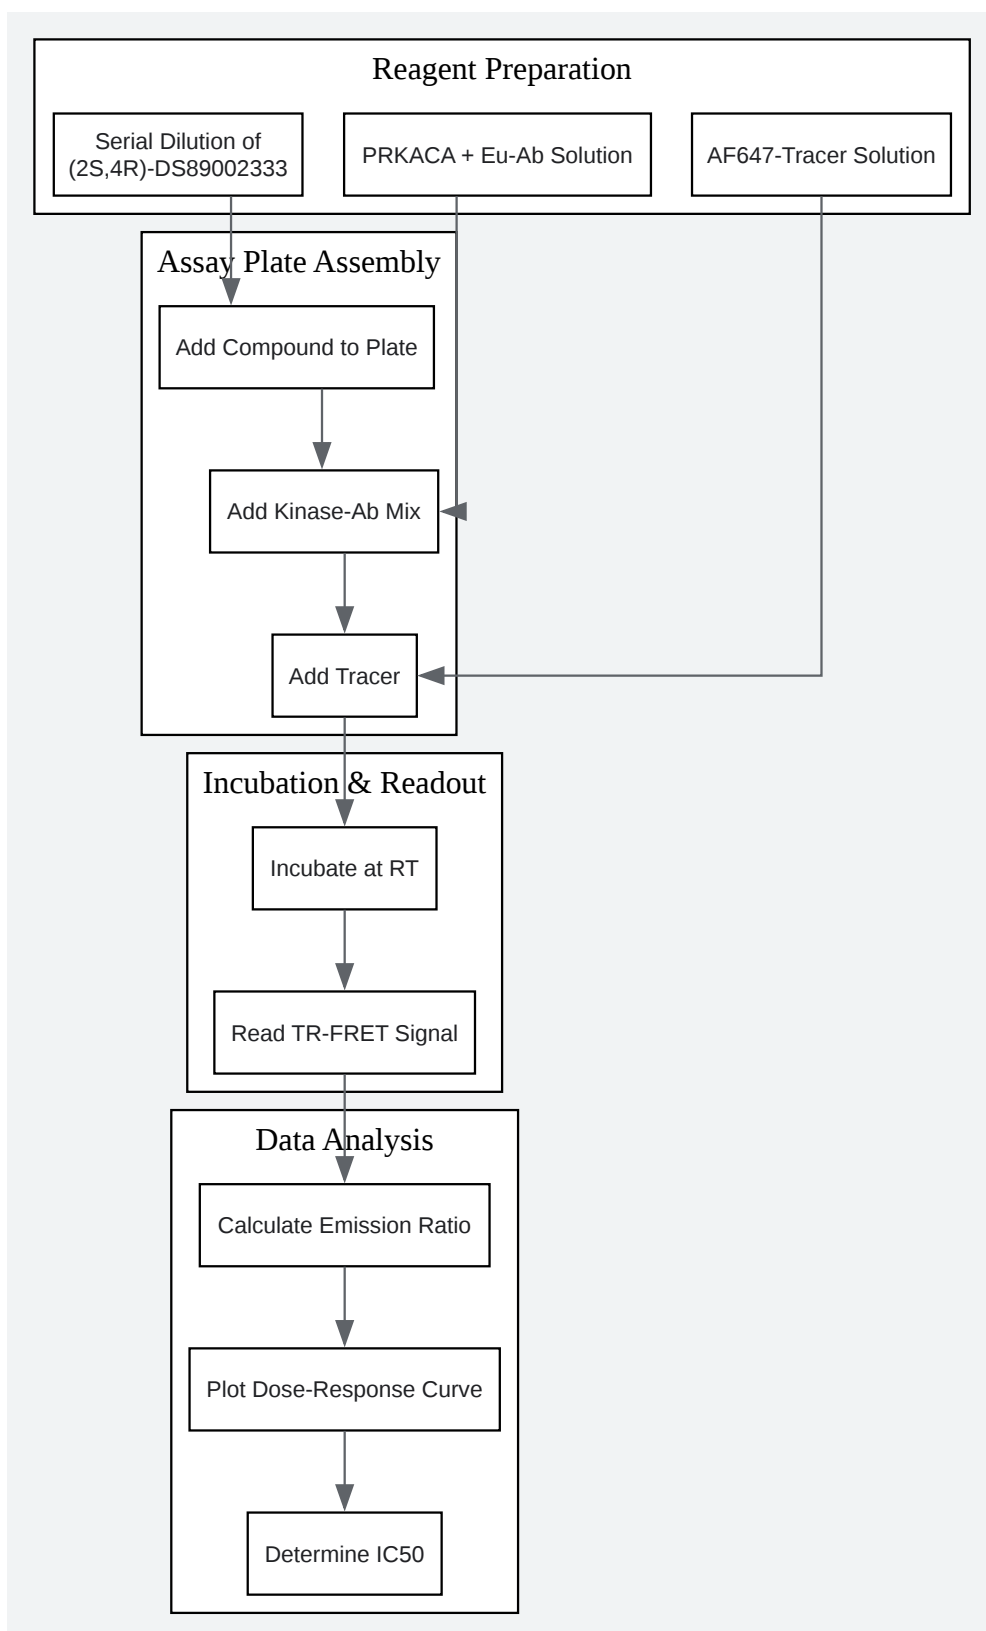 Reagent Preparation
Serial Dilution of
(2S,4R)-DS89002333
PRKACA + Eu-Ab Solution
AF647-Tracer Solution
Assay Plate Assembly
Add Compound to Plate
Add Kinase-Ab Mix
Add Tracer
Incubation & Readout
Incubate at RT
Read TR-FRET Signal
Data Analysis
Calculate Emission Ratio
Plot Dose-Response Curve
Determine IC50